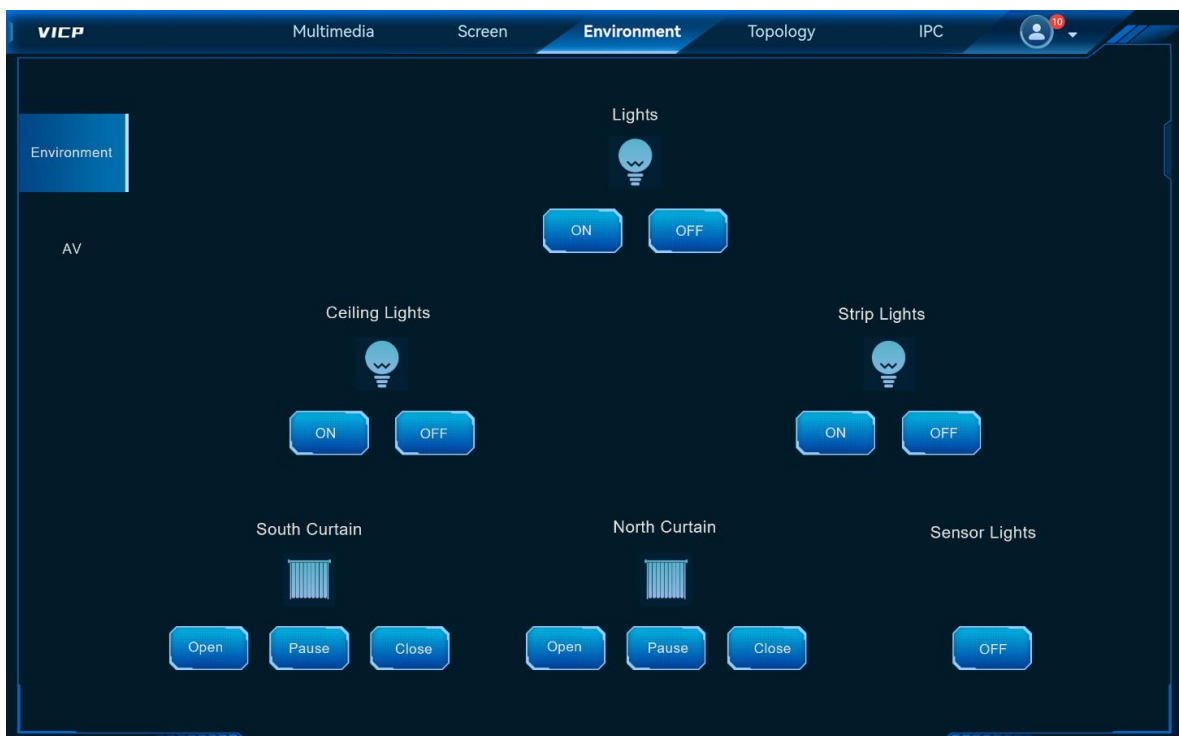 VICP Multimedia Screen Environment Topology IPC 10
Environment
AV
Lights
ON OFF
Ceiling Lights Strip Lights
ON OFF ON OFF
South Curtain North Curtain Sensor Lights
Open Pause Close Open Pause Close OFF